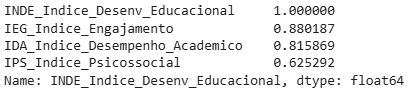 INDE_Indice_Desenv_Educacional 1.000000
IEG_Indice_Engajamento 0.880187
IDA_Indice_Desempenho_Academico 0.815869
IPS_Indice_Psicossocial 0.625292
Name: INDE_Indice_Desenv_Educacional, dtype: float64